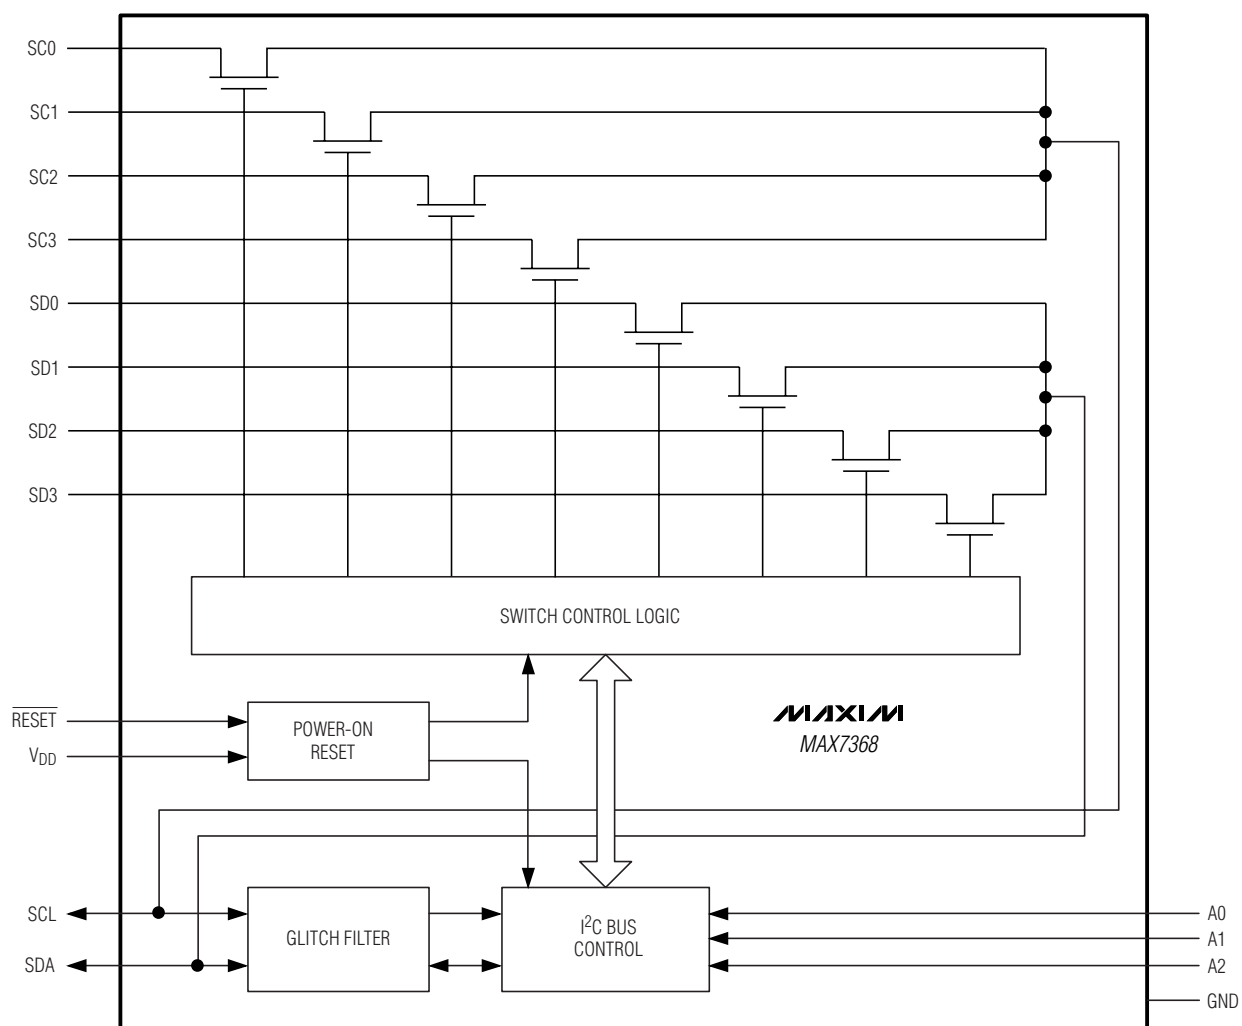 SC0
SC1
SC2
SC3
SD0
SD1
SD2
SD3
SWITCH CONTROL LOGIC
RESET
VDD
POWER-ON
RESET
MAXIM
MAX7368
SCL
SDA
GLITCH FILTER
I²C BUS
CONTROL
A0
A1
A2
GND